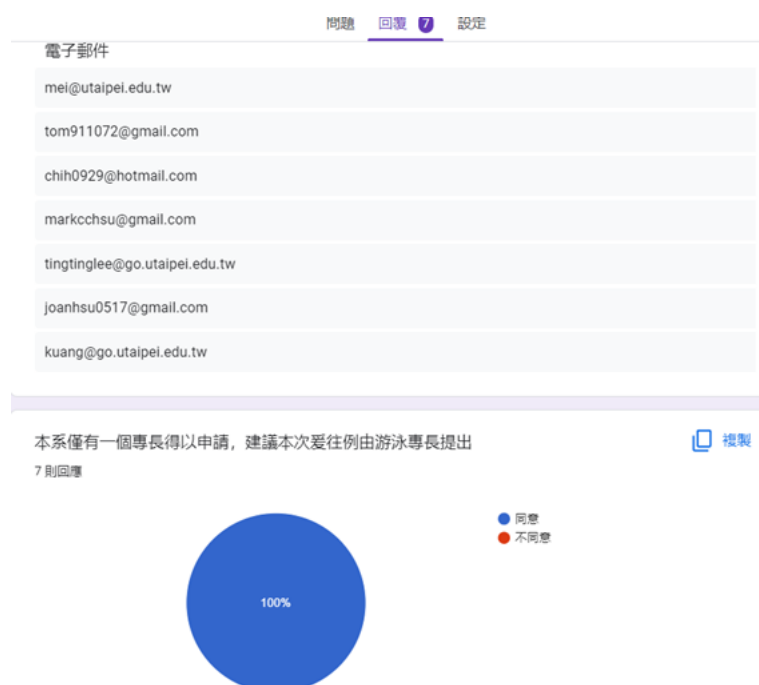 問題 回覆 7 設定
電子郵件
mei@utaipei.edu.tw
tom911072@gmail.com
chih0929@hotmail.com
markcchsu@gmail.com
tingtinglee@go.utaipei.edu.tw
joanhsu0517@gmail.com
kuang@go.utaipei.edu.tw
本系僅有一個專長得以申請，建議本次爰往例由游泳專長提出
複製
7 則回應
同意
不同意
100%